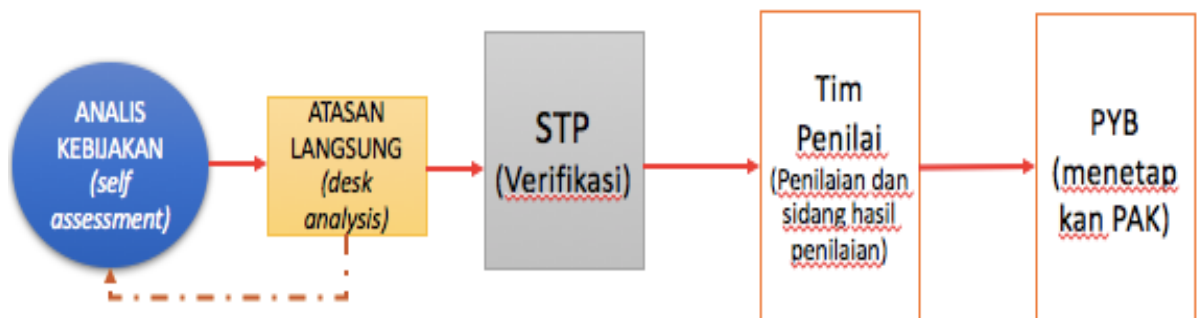 ANALIS
KEBIJAKAN
(self
assessment)
ATASAN
LANGSUNG
(desk
analysis)
STP
(Verifikasi)
Tim
Penilai
(Penilaian dan
sidang hasil
penilaian)
PYB
(menetap
kan PAK)